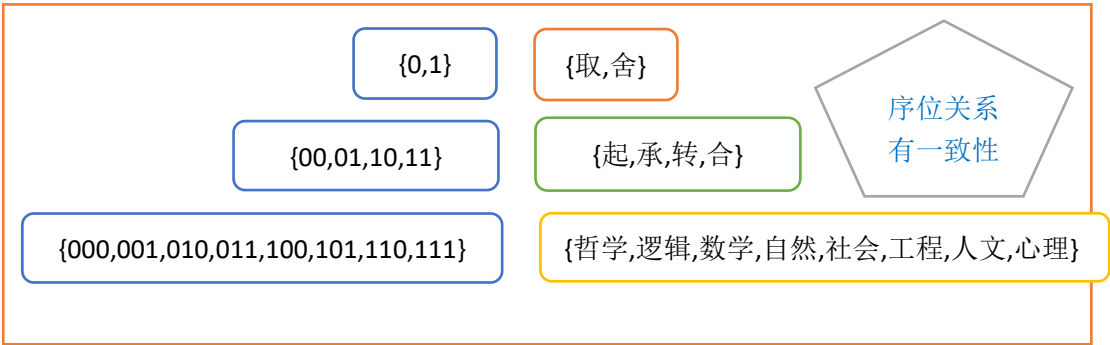 {0,1}
{取,舍}
序位关系
有一致性
{00,01,10,11}
{起,承,转,合}
{000,001,010,011,100,101,110,111}
{哲学,逻辑,数学,自然,社会,工程,人文,心理}